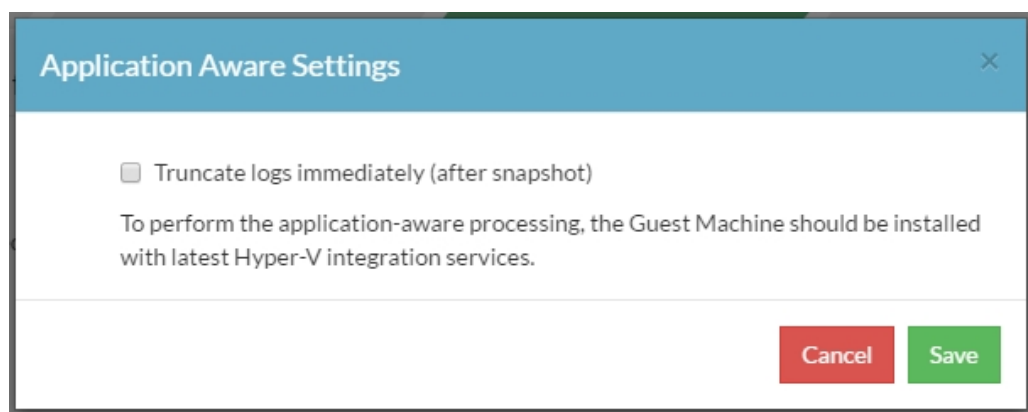 Application Aware Settings
×
Truncate logs immediately (after snapshot)
To perform the application-aware processing, the Guest Machine should be installed
with latest Hyper-V integration services.
Cancel Save